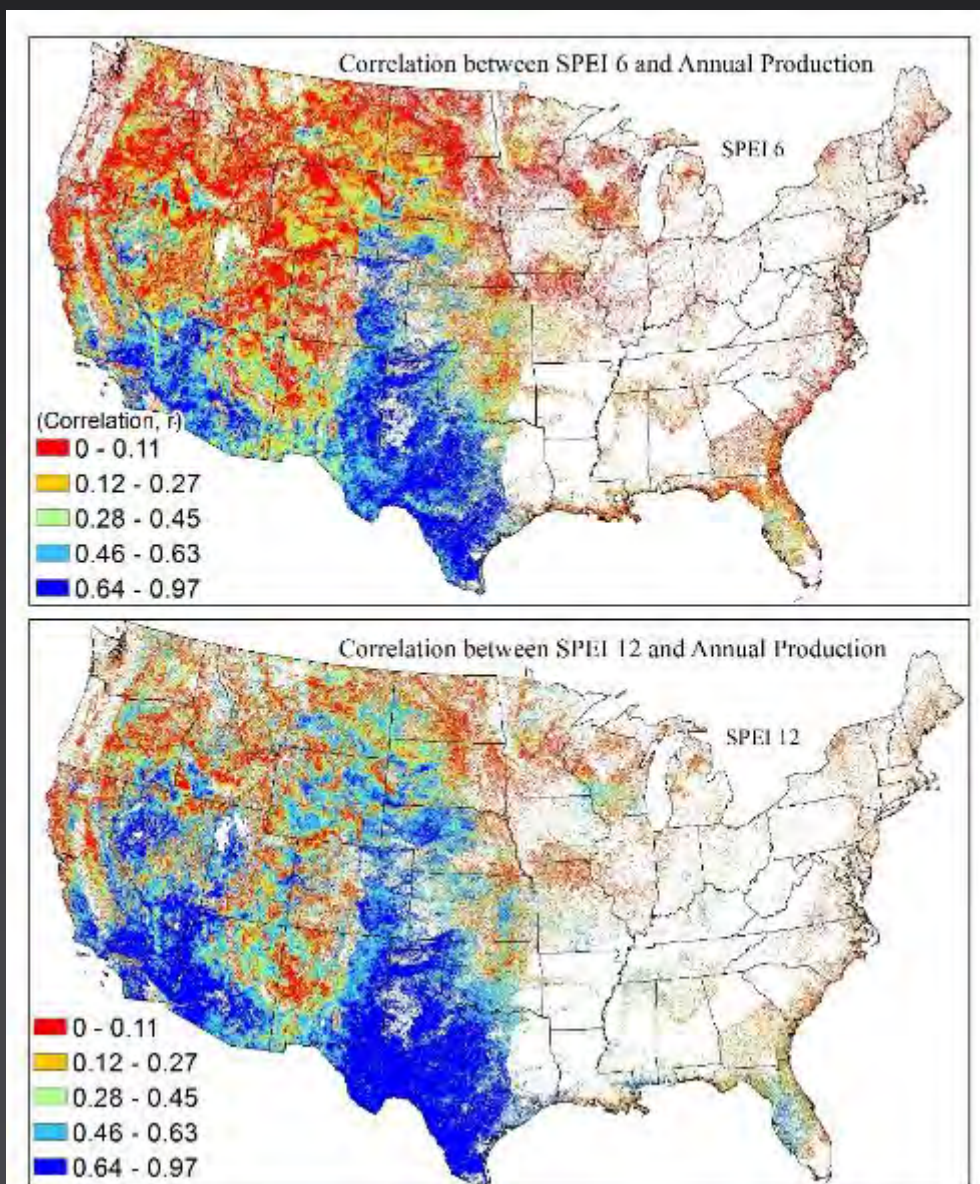 Correlation between SPEI 6 and Annual Production
SPEI 6
(Correlation, r)
0 - 0.11
0.12 - 0.27
0.28 - 0.45
0.46 - 0.63
0.64 - 0.97
Correlation between SPEI 12 and Annual Production
SPEI 12
0 - 0.11
0.12 - 0.27
0.28 - 0.45
0.46 - 0.63
0.64 - 0.97